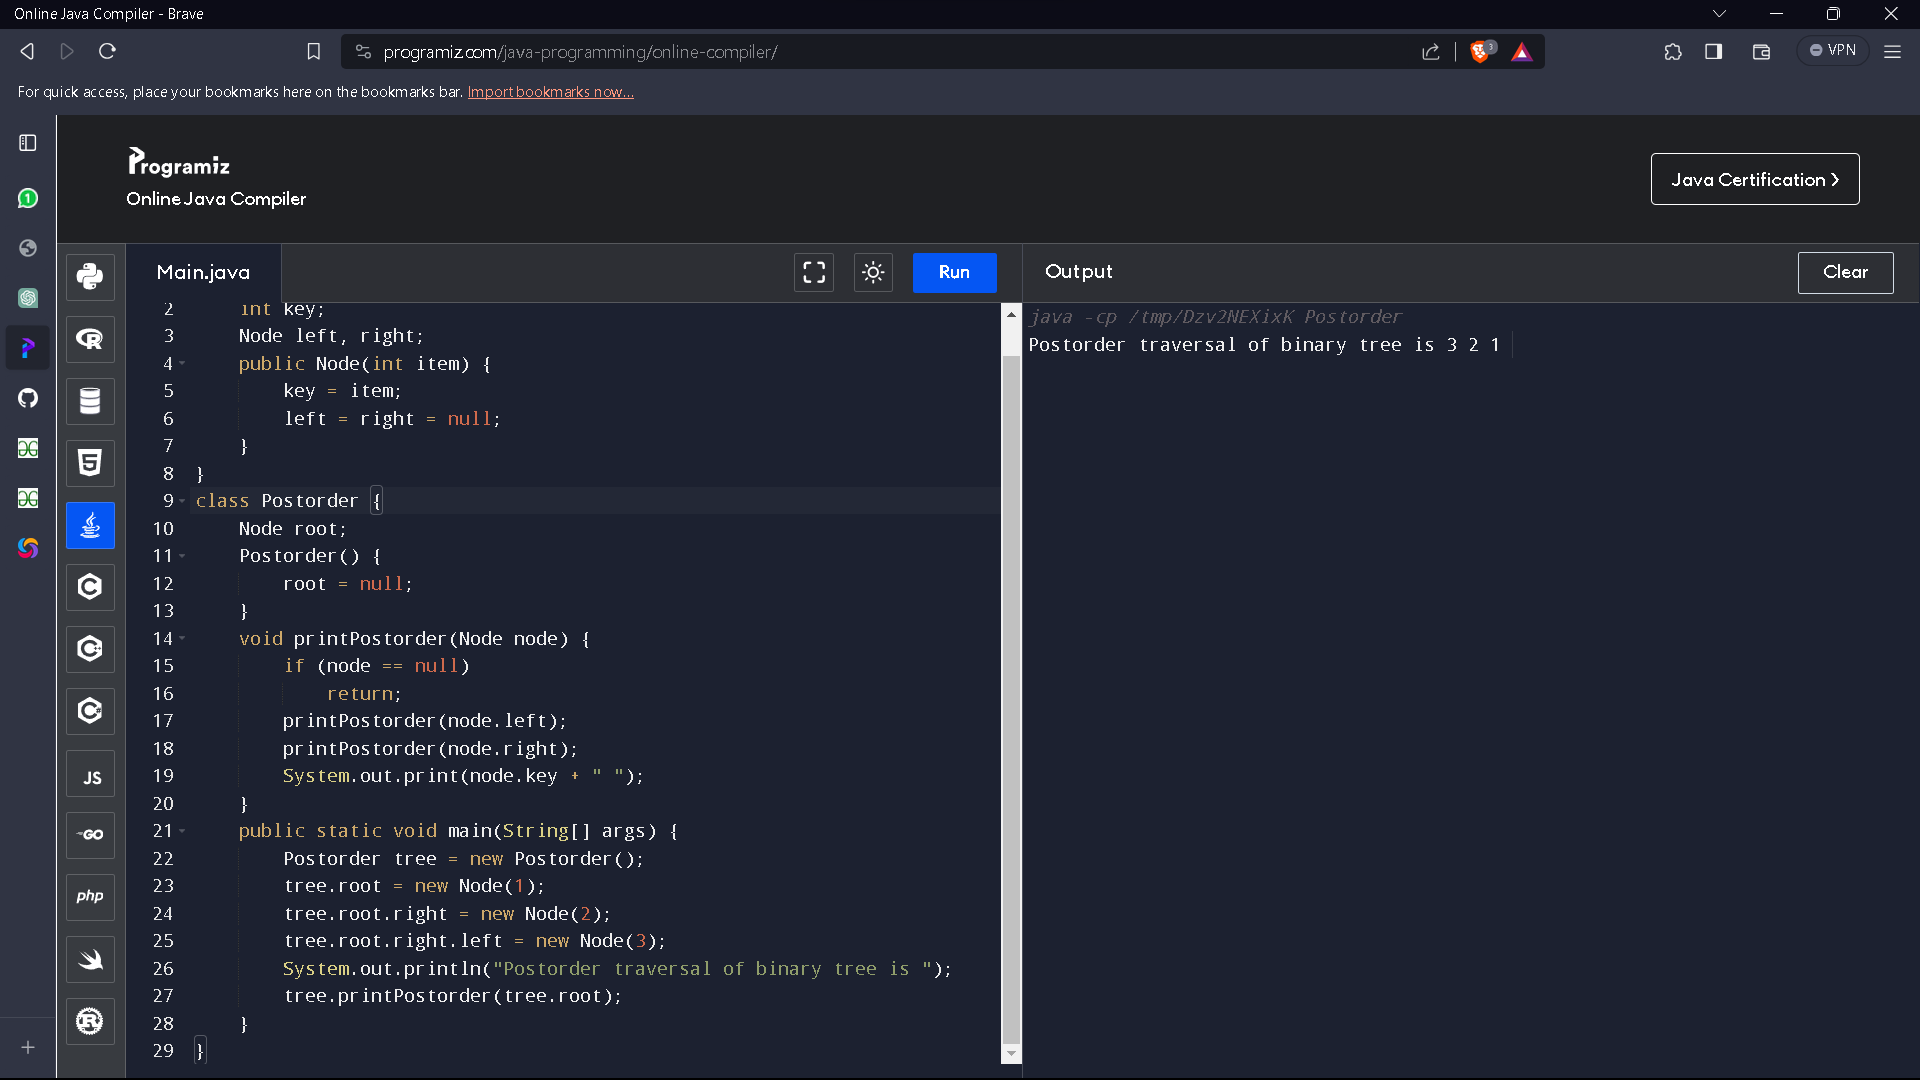 Online Java Compiler - Brave
programiz.com/java-programming/online-compiler/
3
VPN
For quick access, place your bookmarks here on the bookmarks bar. Import bookmarks now...
1
Programiz
Online Java Compiler
Java Certification >
Main.java
Run
Output
Clear
2 int key;
3 Node left, right;
4 public Node(int item) {
5 key = item;
6 left = right = null;
7 }
8 }
9 class Postorder {
10 Node root;
11 Postorder() {
12 root = null;
13 }
14 void printPostorder(Node node) {
15 if (node == null)
16 return;
17 printPostorder(node.left);
18 printPostorder(node.right);
19 System.out.print(node.key + " ");
20 }
21 public static void main(String[] args) {
22 Postorder tree = new Postorder();
23 tree.root = new Node(1);
24 tree.root.right = new Node(2);
25 tree.root.right.left = new Node(3);
26 System.out.println("Postorder traversal of binary tree is ");
27 tree.printPostorder(tree.root);
28 }
29 }
java -cp /tmp/Dzv2NEXixK Postorder
Postorder traversal of binary tree is 3 2 1
R
5
C
C++
C#
JS
GO
php
R